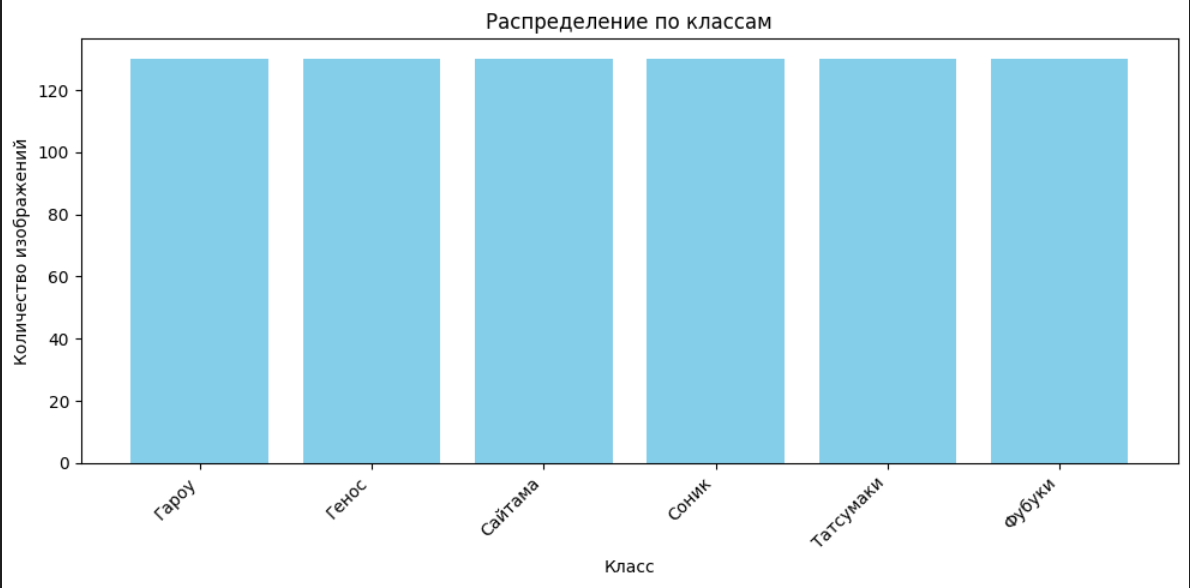 Распределение по классам
Количество изображений
120
100
80
60
40
20
0
Гароу
Генос
Сайтама
Соник
Татсумаки
Фубуки
Класс